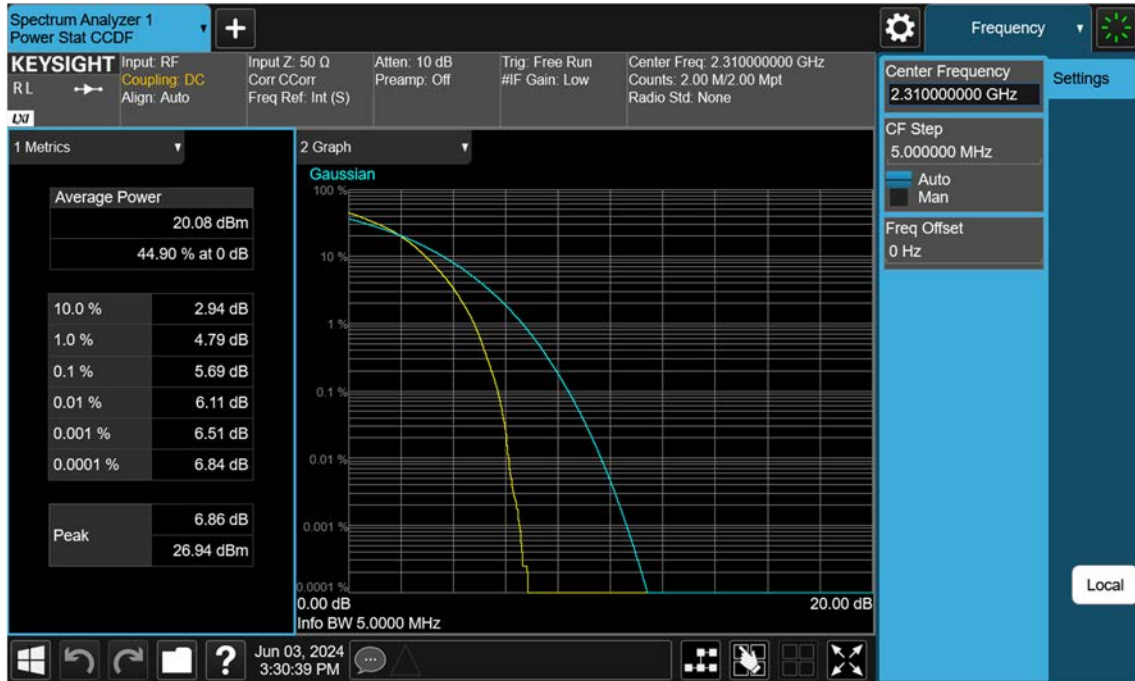 Spectrum Analyzer 1
Power Stat CCDF
Frequency
KEYSIGHT
R L
LXI
Input: RF
Coupling: DC
Align: Auto
Input Z: 50 Ω
Corr CCorr
Freq Ref: Int (S)
Atten: 10 dB
Preamp: Off
Trig: Free Run
#IF Gain: Low
Center Freq: 2.310000000 GHz
Counts: 2.00 M/2.00 Mpt
Radio Std: None
Center Frequency
2.310000000 GHz
Settings
CF Step
5.000000 MHz
Auto
Man
Freq Offset
0 Hz
Local
1 Metrics
Average Power
20.08 dBm
44.90 % at 0 dB
10.0 % 2.94 dB
1.0 % 4.79 dB
0.1 % 5.69 dB
0.01 % 6.11 dB
0.001 % 6.51 dB
0.0001 % 6.84 dB
Peak
6.86 dB
26.94 dBm
2 Graph
Gaussian
100 %
10 %
1 %
0.1 %
0.01 %
0.001 %
0.0001 %
0.00 dB 20.00 dB
Info BW 5.0000 MHz
?
Jun 03, 2024
3:30:39 PM